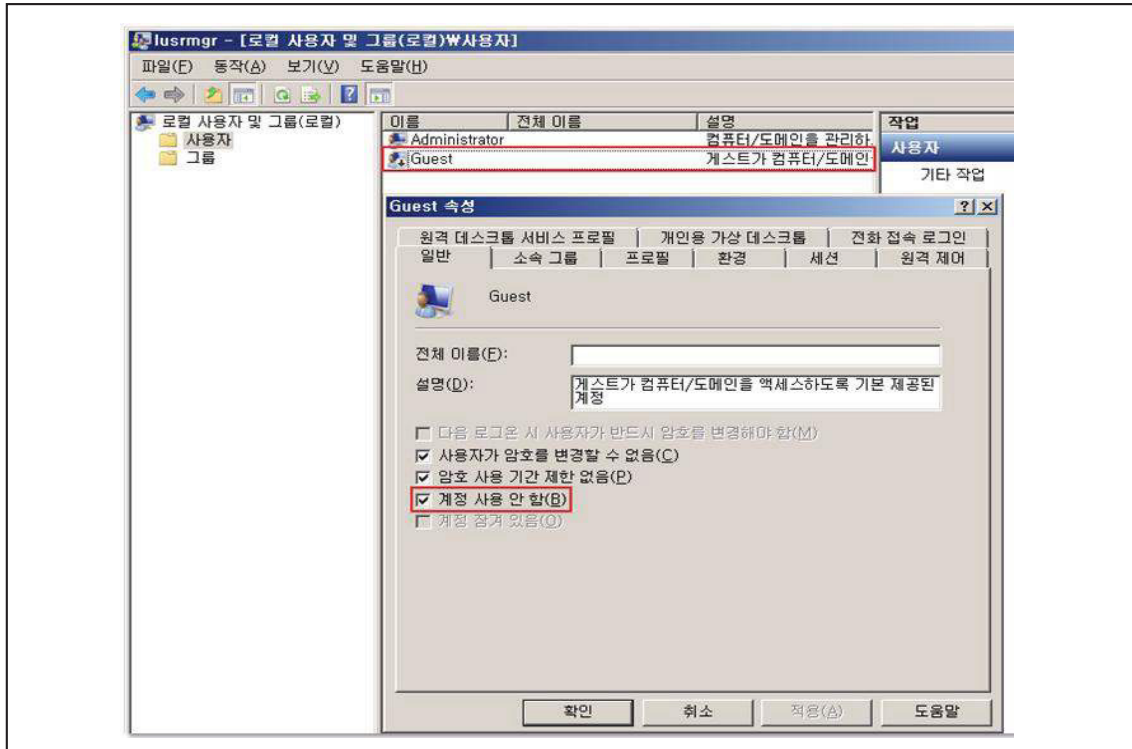 lusrmgr - [로컬 사용자 및 그룹(로컬)₩사용자]
파일(F) 동작(A) 보기(V) 도움말(H)
로컬 사용자 및 그룹(로컬)
사용자
그룹
이름 전체 이름 설명
Administrator 컴퓨터/도메인을 관리하.
Guest 게스트가 컴퓨터/도메인
작업
사용자
기타 작업
Guest 속성
원격 데스크톱 서비스 프로필 개인용 가상 데스크톱 전화 접속 로그인
일반 소속 그룹 프로필 환경 세션 원격 제어
Guest
전체 이름(F):
설명(D): 게스트가 컴퓨터/도메인을 액세스하도록 기본 제공된
계정
다음 로그온 시 사용자가 반드시 암호를 변경해야 함(M)
사용자가 암호를 변경할 수 없음(C)
암호 사용 기간 제한 없음(P)
계정 사용 안 함(B)
계정 잠겨 있음(O)
확인 취소 적용(A) 도움말